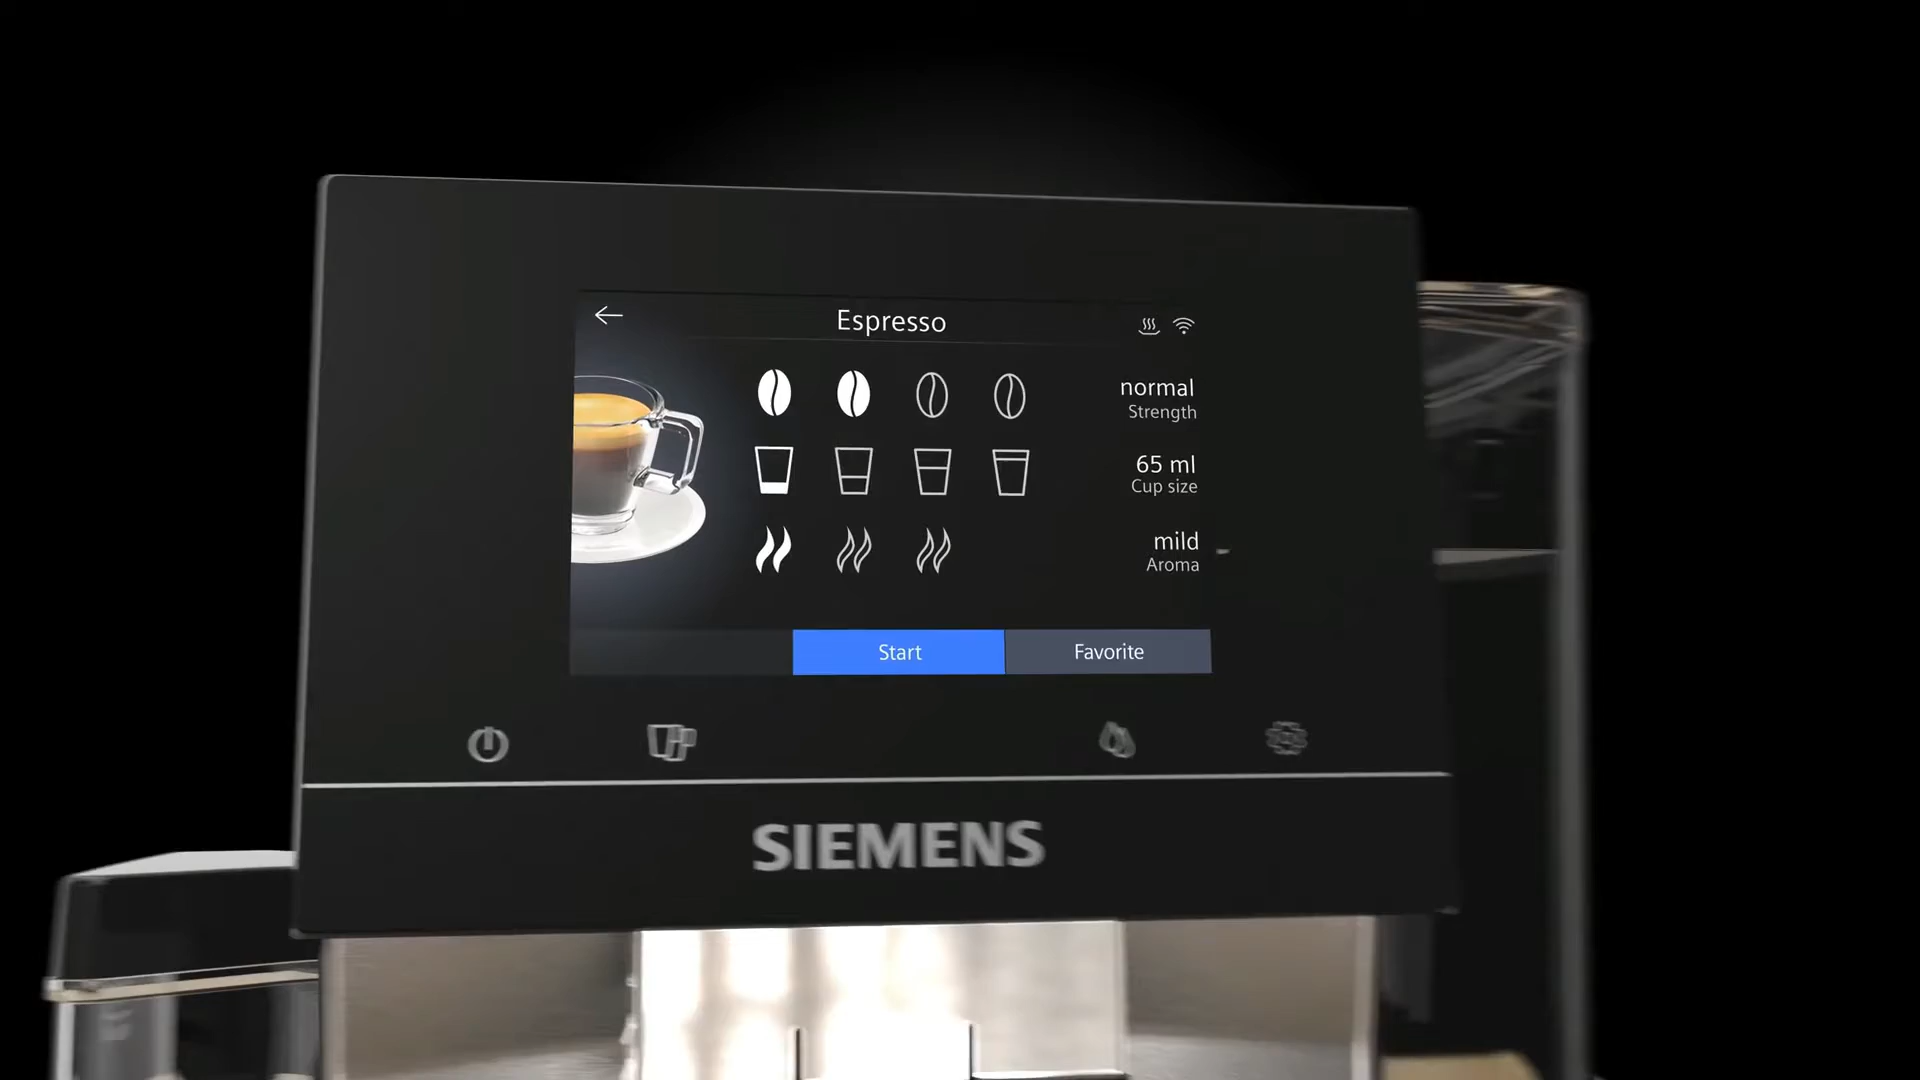 Espresso
normal
Strength
65 ml
Cup size
mild
Aroma
Start
Favorite
SIEMENS